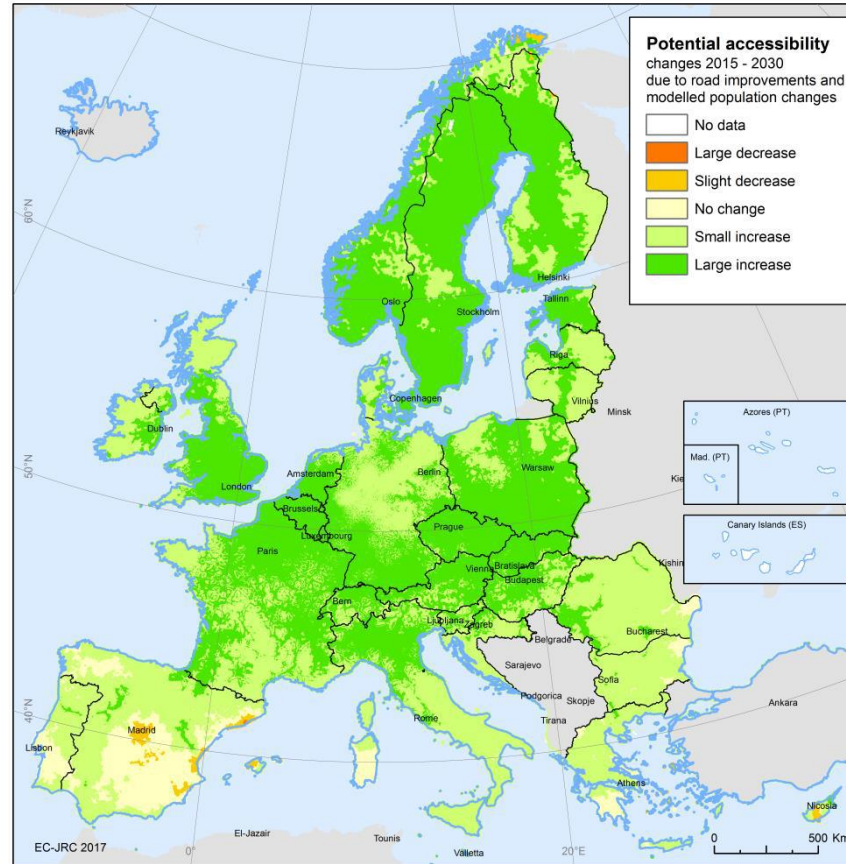 Potential accessibility
changes 2015 - 2030
due to road improvements and
modelled population changes
No data
Large decrease
Slight decrease
No change
Small increase
Large increase
Reykjavik
60°N
Helsinki
Oslo
Tallinn
Stockholm
Riga
Copenhagen
Vilnius
Minsk
Dublin
Azores (PT)
Mad. (PT)
50°N
Amsterdam
Berlin
Warsaw
London
Brussels
Kie
Luxembourg
Prague
Canary Islands (ES)
Paris
Kishin
Vienna
Bratislava
Budapest
Bern
Ljubljana
Zagreb
Belgrade
Bucharest
Sarajevo
Sofia
Podgorica
Skopje
Ankara
40°N
Madrid
Rome
Tirana
Lisbon
Athens
Nicosia
EC-JRC 2017
El-Jazair
Tounis
Valletta
0°
20°E
0
500 Km